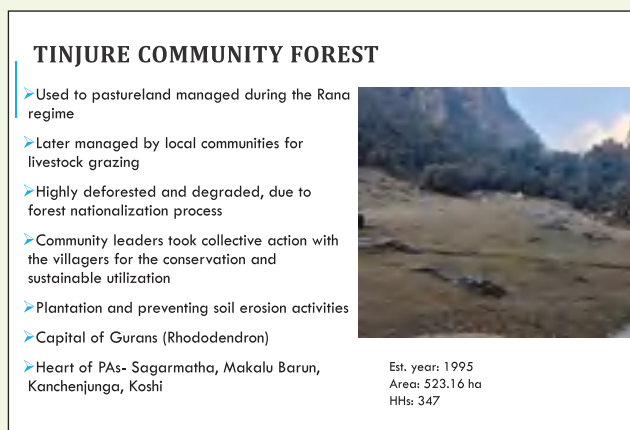 TINJURE COMMUNITY FOREST
➢Used to pastureland managed during the Rana
regime
➢Later managed by local communities for
livestock grazing
➢Highly deforested and degraded, due to
forest nationalization process
➢Community leaders took collective action with
the villagers for the conservation and
sustainable utilization
➢Plantation and preventing soil erosion activities
➢Capital of Gurans (Rhododendron)
➢Heart of PAs- Sagarmatha, Makalu Barun,
Kanchenjunga, Koshi
Est. year: 1995
Area: 523.16 ha
HHs: 347